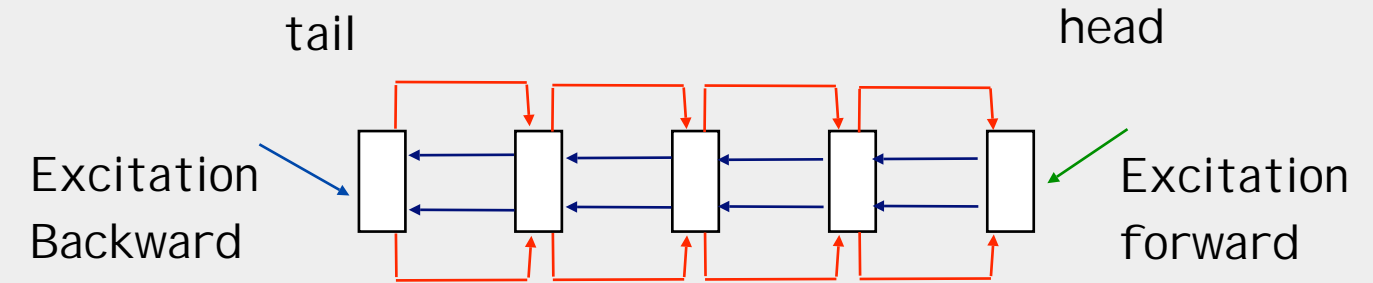 tail
head
Excitation
Backward
Excitation
forward